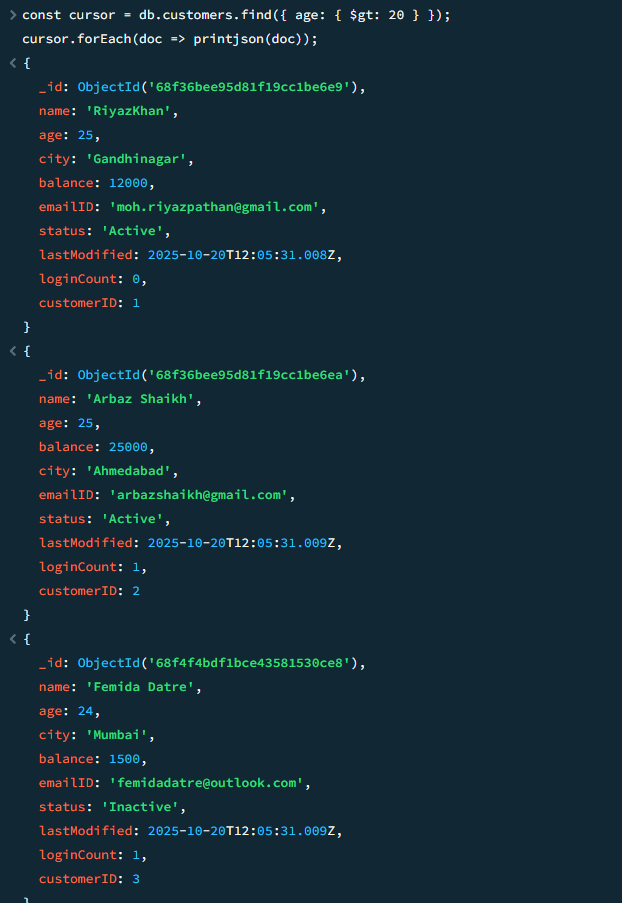 > const cursor = db.customers.find({ age: { $gt: 20 } });
cursor.forEach(doc => printjson(doc));
< {
_id: ObjectId('68f36bee95d81f19cc1be6e9'),
name: 'RiyazKhan',
age: 25,
city: 'Gandhinagar',
balance: 12000,
emailID: 'moh.riyazpathan@gmail.com',
status: 'Active',
lastModified: 2025-10-20T12:05:31.008Z,
loginCount: 0,
customerID: 1
}
< {
_id: ObjectId('68f36bee95d81f19cc1be6ea'),
name: 'Arbaz Shaikh',
age: 25,
balance: 25000,
city: 'Ahmedabad',
emailID: 'arbazshaikh@gmail.com',
status: 'Active',
lastModified: 2025-10-20T12:05:31.009Z,
loginCount: 1,
customerID: 2
}
< {
_id: ObjectId('68f4f4bdf1bce43581530ce8'),
name: 'Femida Datre',
age: 24,
city: 'Mumbai',
balance: 1500,
emailID: 'femidadatre@outlook.com',
status: 'Inactive',
lastModified: 2025-10-20T12:05:31.009Z,
loginCount: 1,
customerID: 3
}